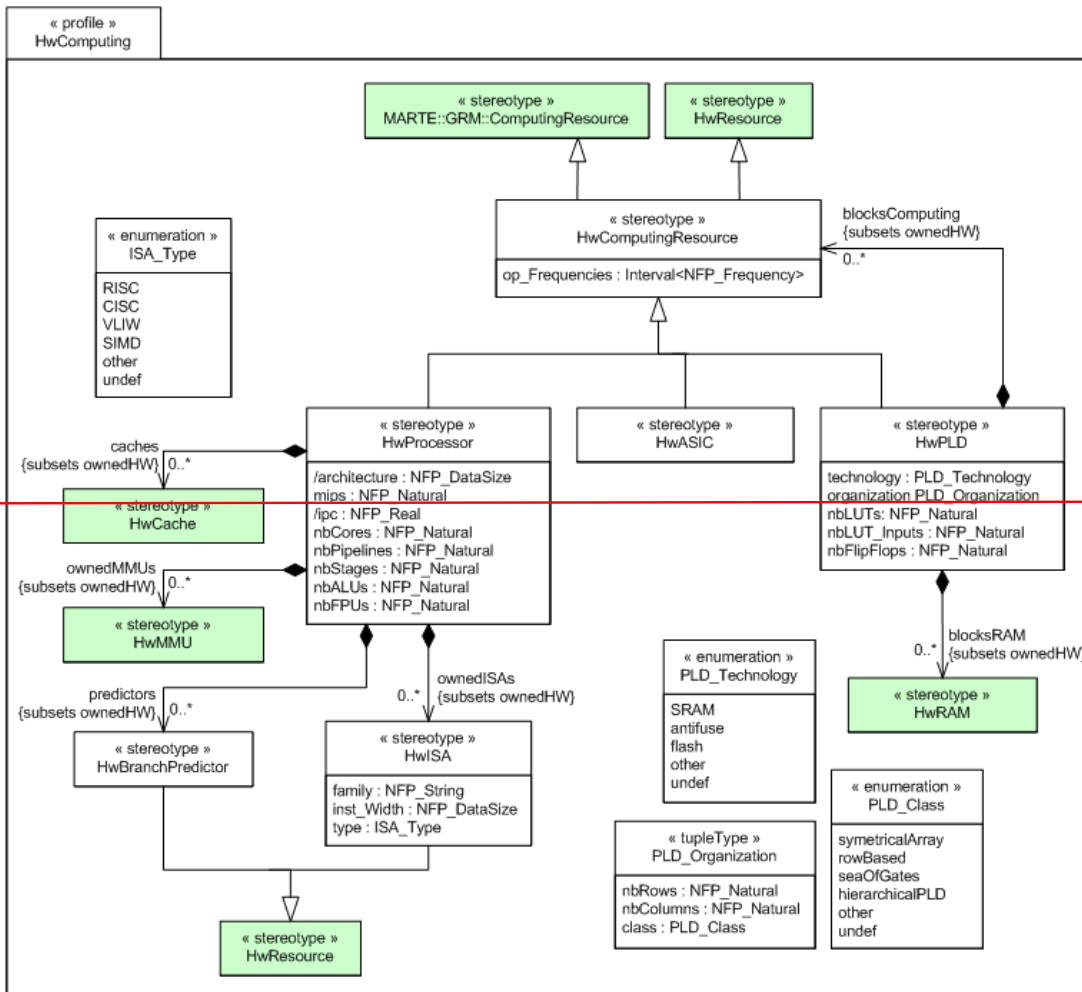 « profile »
HwComputing
« stereotype »
MARTE::GRM::ComputingResource
« stereotype »
HwResource
« enumeration »
ISA_Type
RISC
CISC
VLIW
SIMD
other
undef
« stereotype »
HwComputingResource
op_Frequencies : Interval<NFP_Frequency>
blocksComputing
{subsets ownedHW}
0..*
« stereotype »
HwProcessor
/architecture : NFP_DataSize
mips : NFP_Natural
/ipc : NFP_Real
nbCores : NFP_Natural
nbPipelines : NFP_Natural
nbStages : NFP_Natural
nbALUs : NFP_Natural
nbFPUs : NFP_Natural
« stereotype »
HwASIC
« stereotype »
HwPLD
technology : PLD_Technology
organization PLD_Organization
nbLUTs: NFP_Natural
nbLUT_Inputs : NFP_Natural
nbFlipFlops : NFP_Natural
caches
{subsets ownedHW}
0..*
« stereotype »
HwCache
ownedMMUs
{subsets ownedHW}
0..*
« stereotype »
HwMMU
predictors
{subsets ownedHW}
0..*
« stereotype »
HwBranchPredictor
ownedISAs
0..*
{subsets ownedHW}
« stereotype »
HwISA
family : NFP_String
inst_Width : NFP_DataSize
type : ISA_Type
« stereotype »
HwResource
« enumeration »
PLD_Technology
SRAM
antifuse
flash
other
undef
blocksRAM
0..*
{subsets ownedHW}
« stereotype »
HwRAM
« tupleType »
PLD_Organization
nbRows : NFP_Natural
nbColumns : NFP_Natural
class : PLD_Class
« enumeration »
PLD_Class
symetricalArray
rowBased
seaOfGates
hierarchicalPLD
other
undef